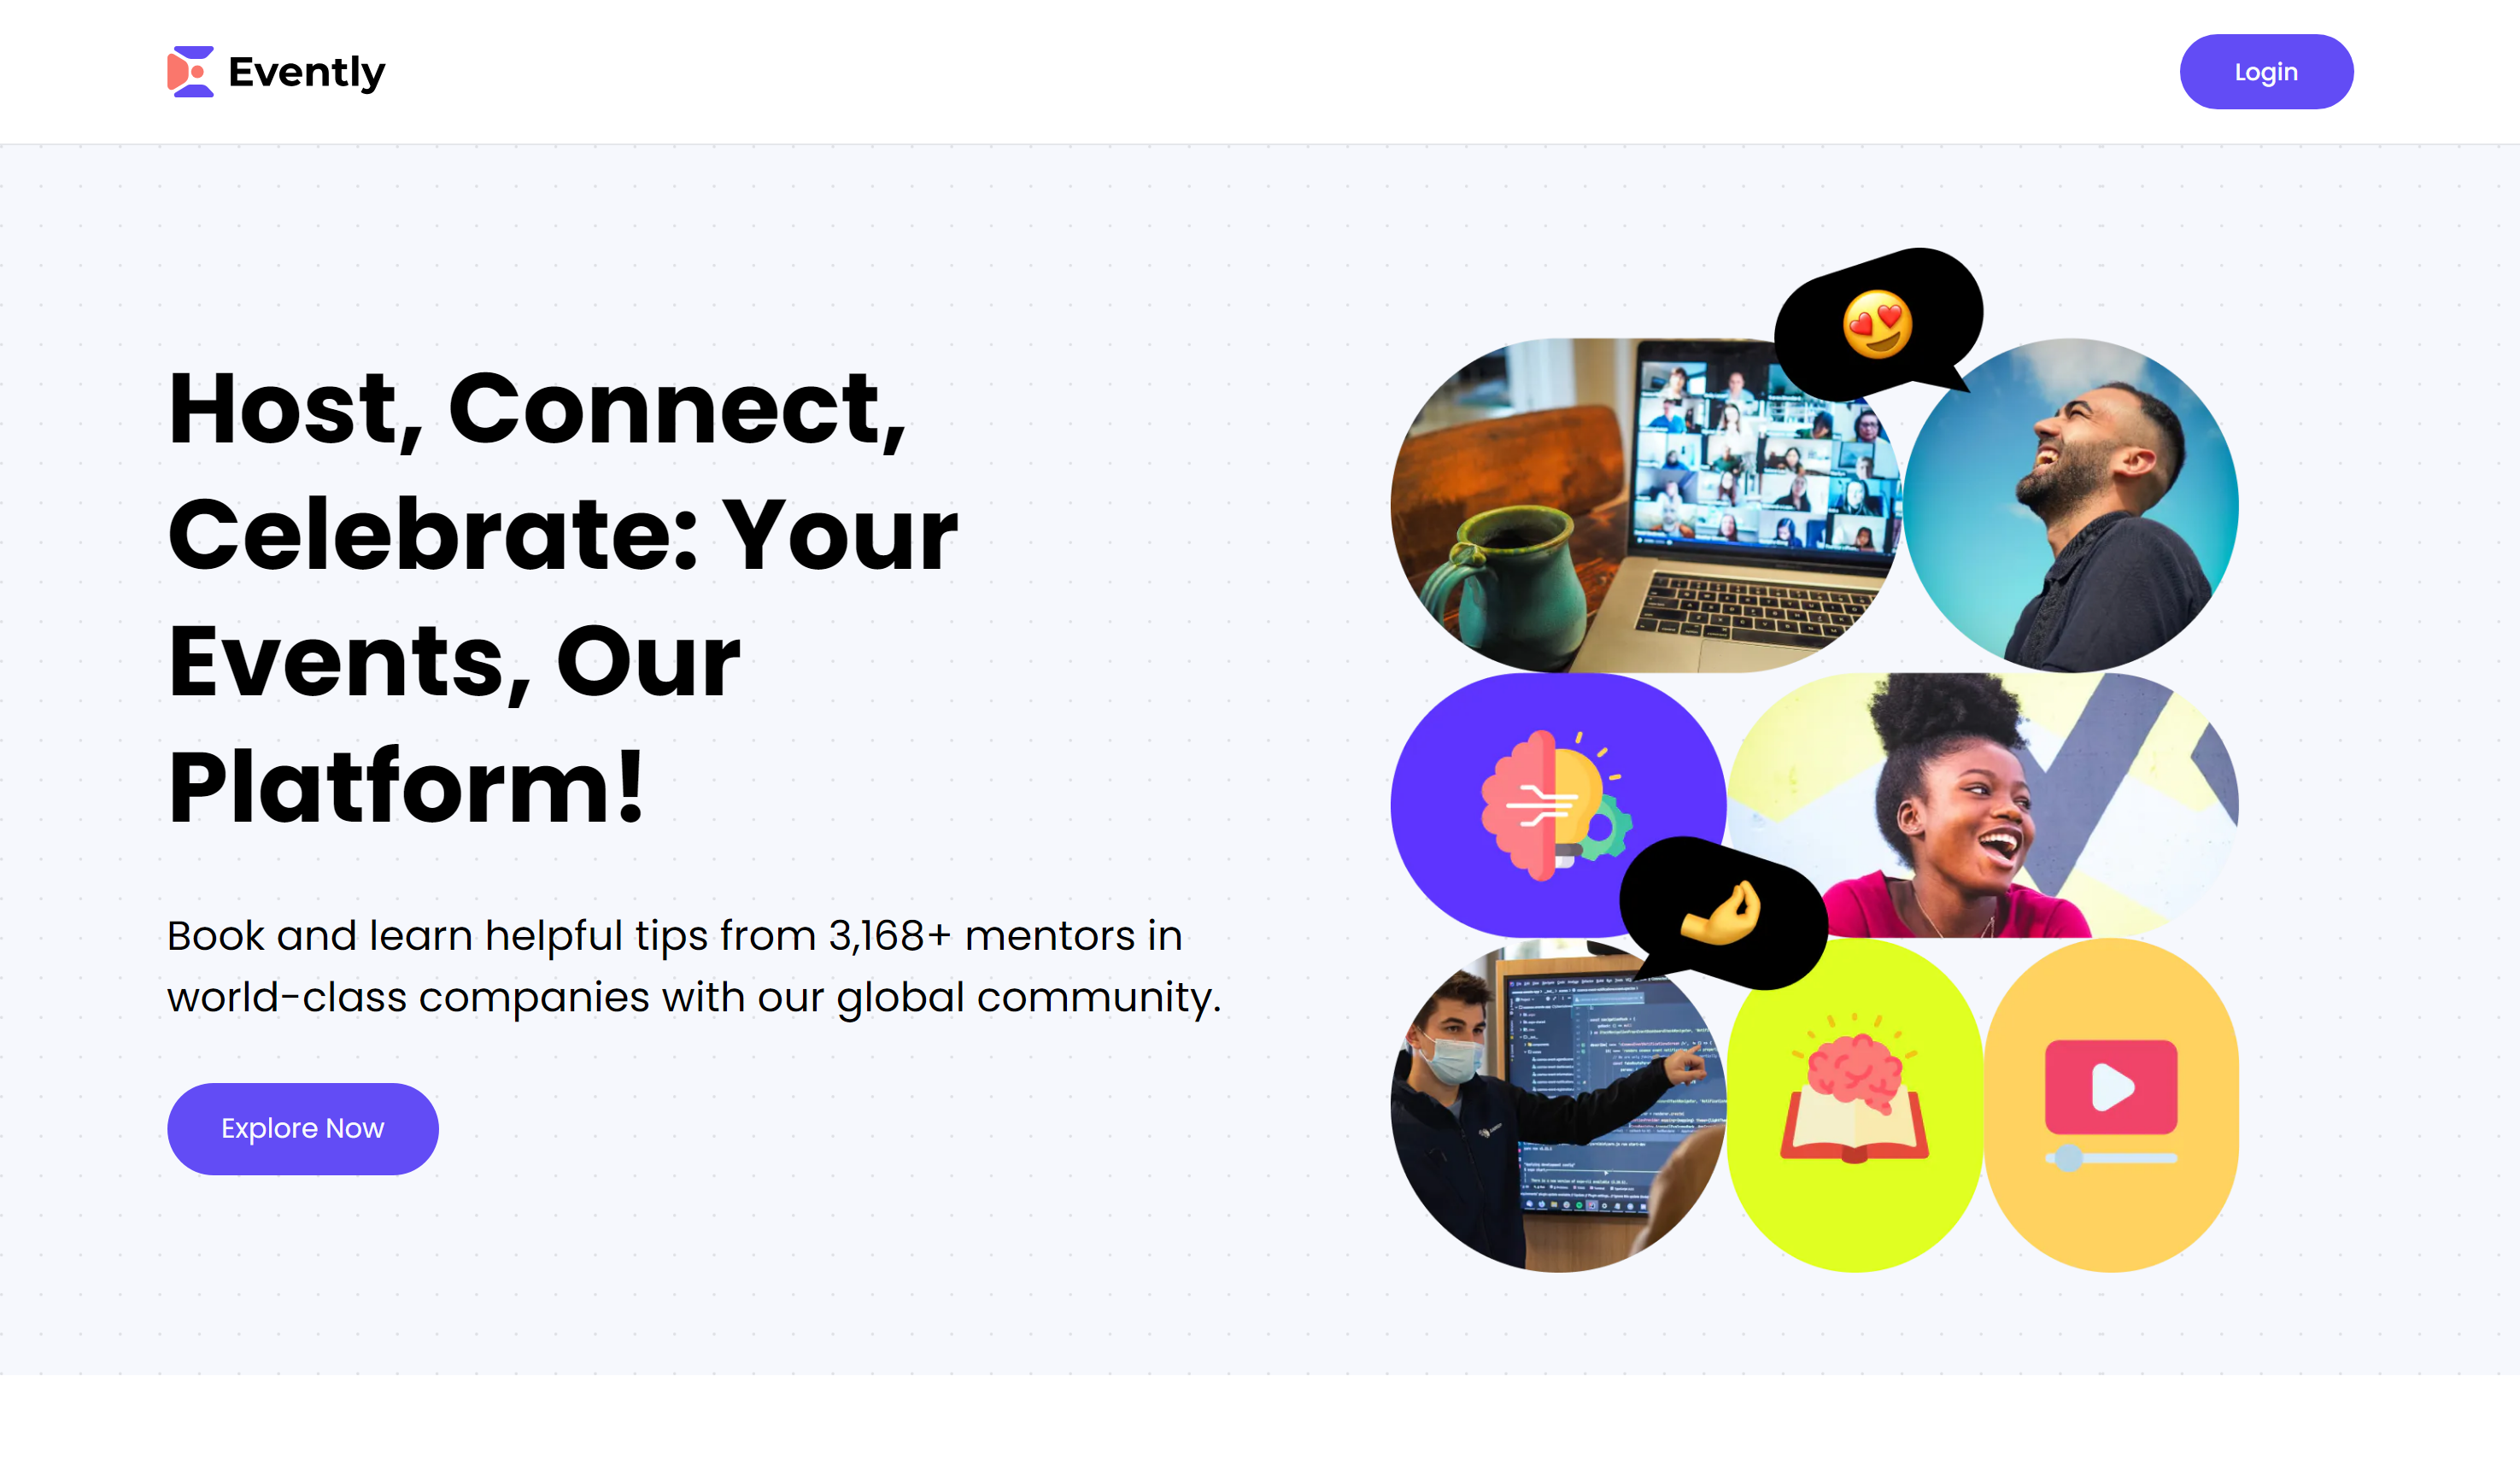 Evently
Login
Host, Connect,
Celebrate: Your
Events, Our
Platform!
Book and learn helpful tips from 3,168+ mentors in
world-class companies with our global community.
Explore Now